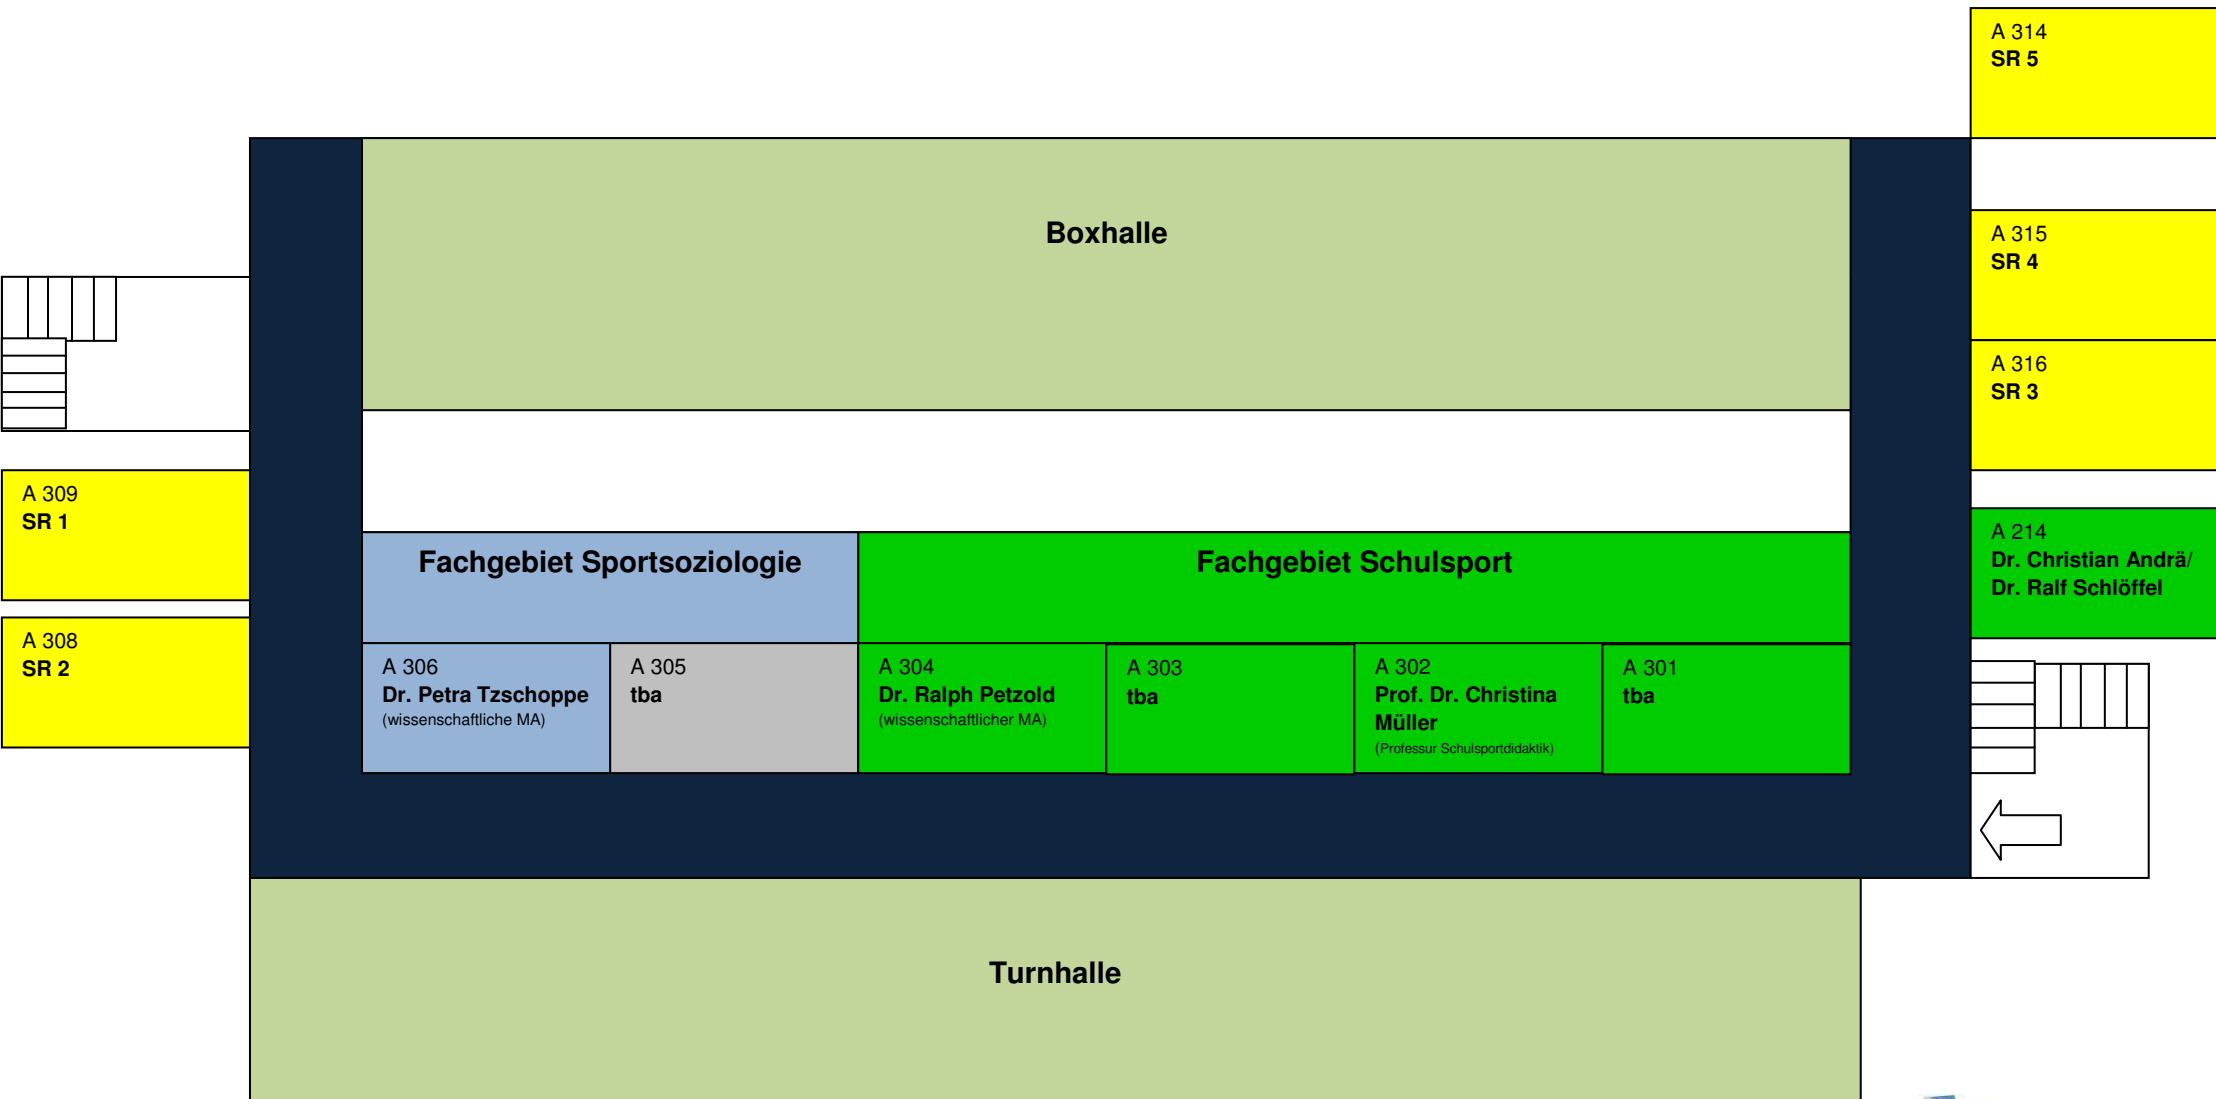 A 314
SR 5
Boxhalle
A 315
SR 4
A 316
SR 3
A 309
SR 1
A 308
SR 2
Fachgebiet Sportsoziologie
Fachgebiet Schulsport
A 214
Dr. Christian Andrä/
Dr. Ralf Schlöffel
A 306
Dr. Petra Tzschoppe
(wissenschaftliche MA)
A 305
tba
A 304
Dr. Ralph Petzold
(wissenschaftlicher MA)
A 303
tba
A 302
Prof. Dr. Christina
Müller
(Professur Schulsportdidaktik)
A 301
tba
Turnhalle